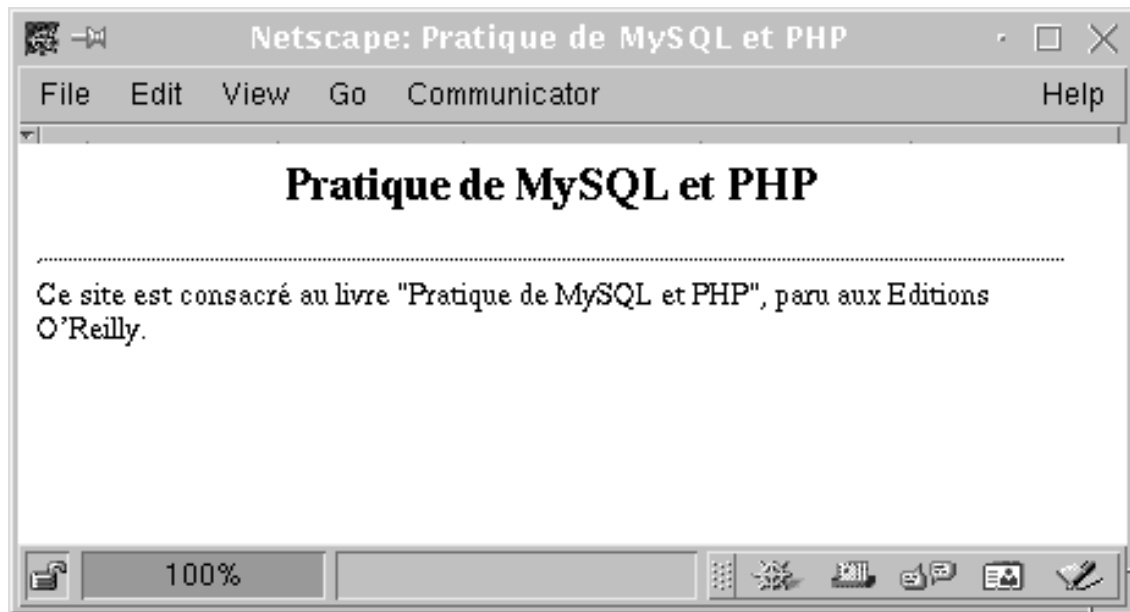 Netscape: Pratique de MySQL et PHP
File Edit View Go Communicator Help
Pratique de MySQL et PHP
Ce site est consacré au livre "Pratique de MySQL et PHP", paru aux Editions
O'Reilly.
100%